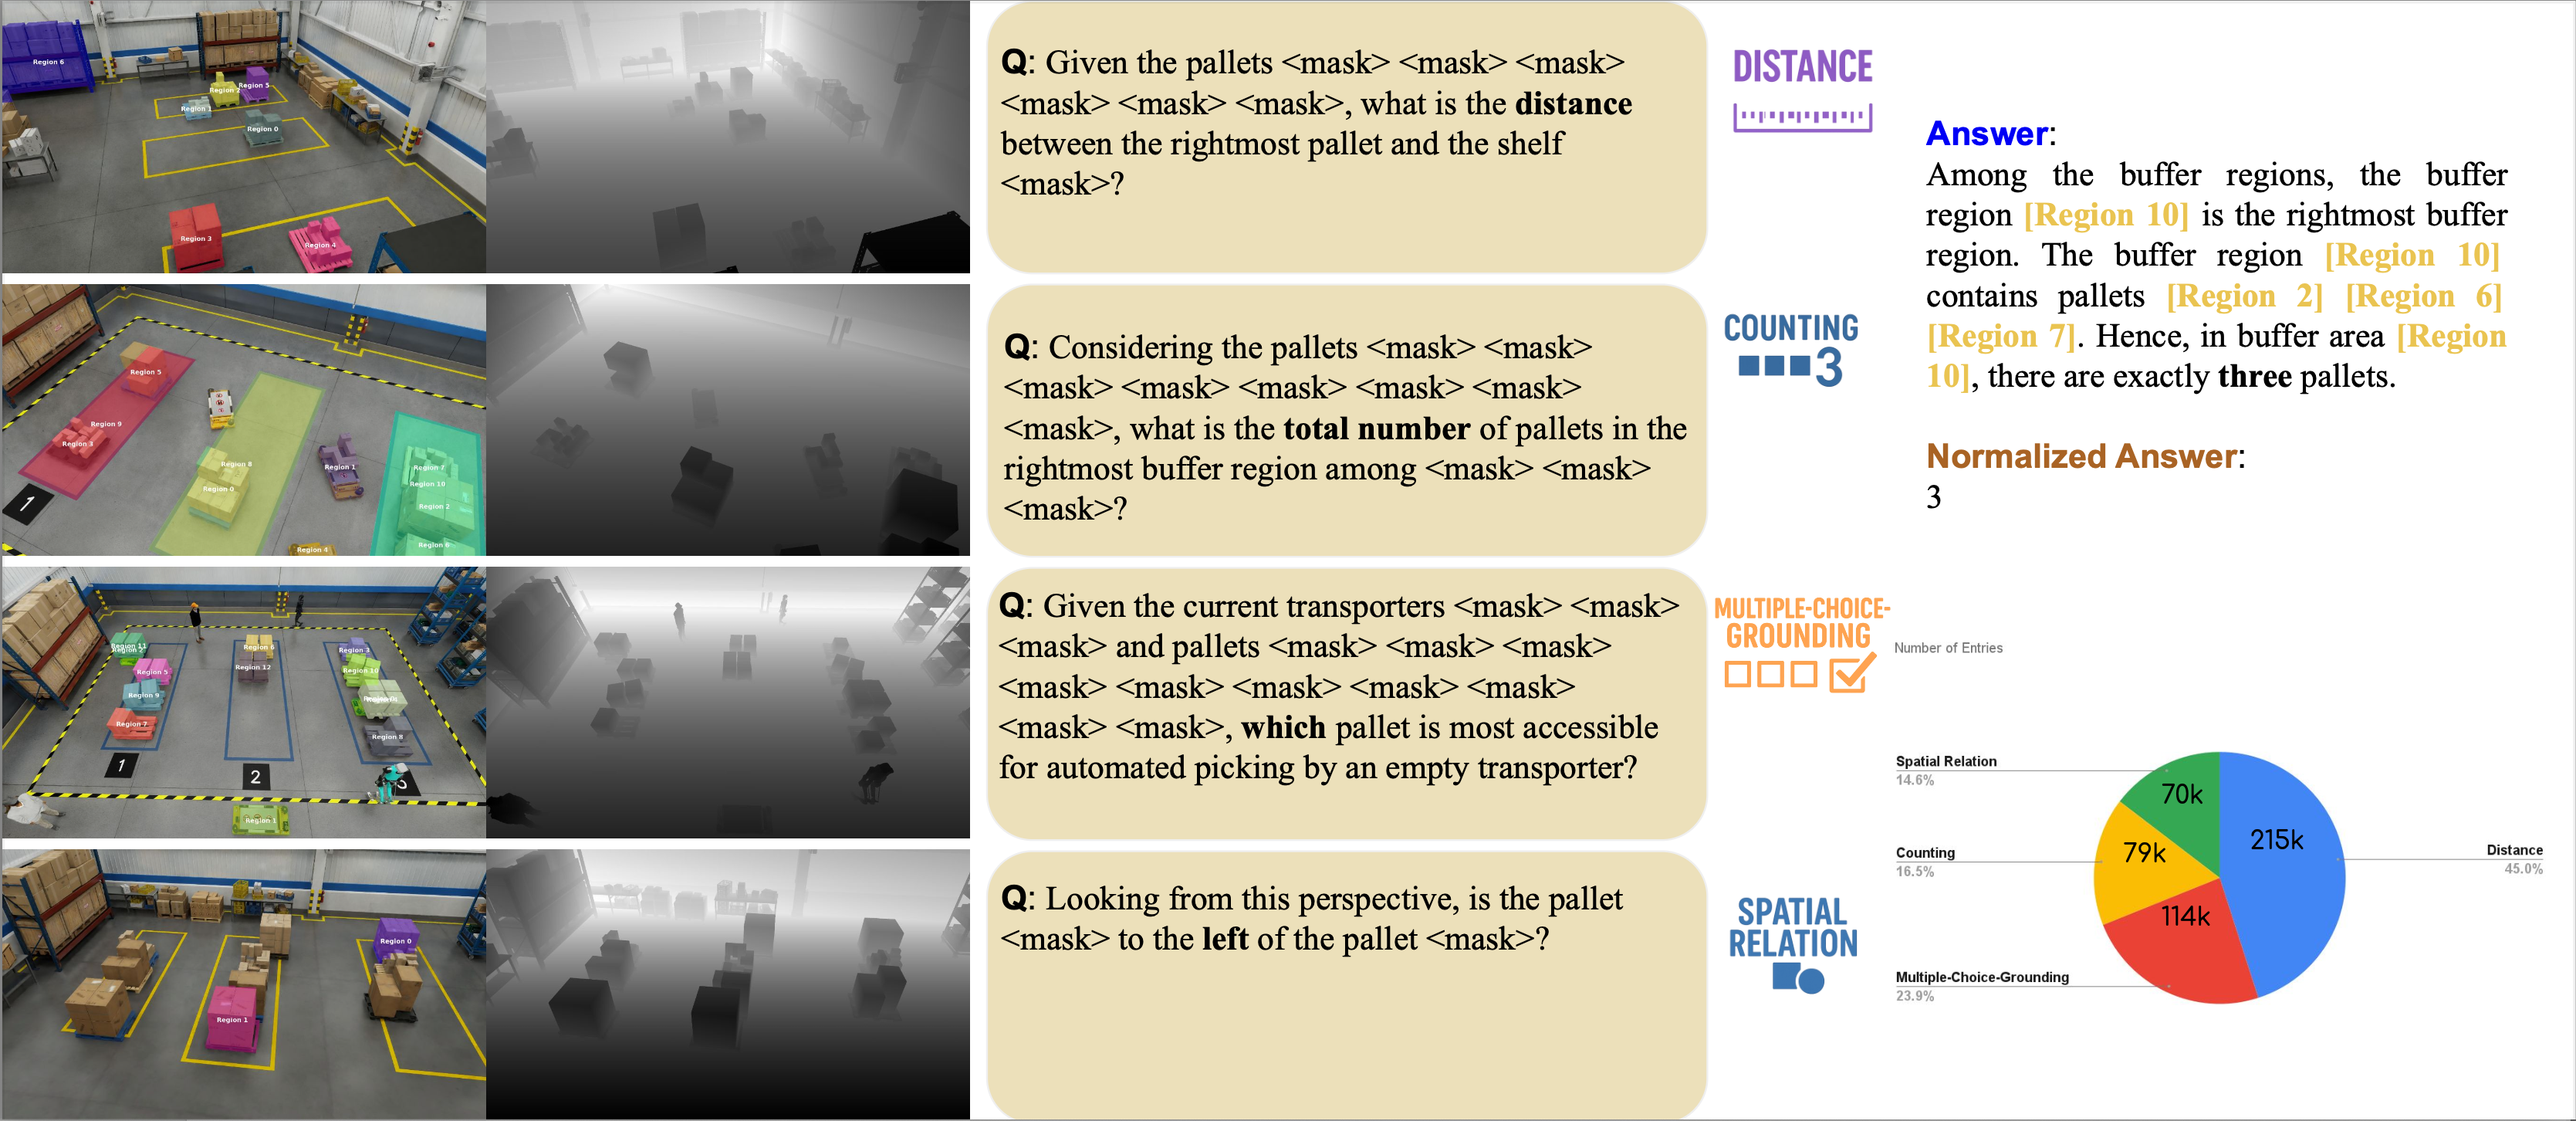 Region 6
Region 5
Region 2
Region 1
Region 0
Region 3
Region 4
Q: Given the pallets <mask> <mask> <mask>
<mask> <mask> <mask>, what is the distance
between the rightmost pallet and the shelf
<mask>?
DISTANCE
Answer:
Among the buffer regions, the buffer
region [Region 10] is the rightmost buffer
region. The buffer region [Region 10]
contains pallets [Region 2] [Region 6]
[Region 7]. Hence, in buffer area [Region
10], there are exactly three pallets.
Normalized Answer:
3
Region 5
Region 9
Region 3
Region 8
Region 0
Region 1
Region 7
Region 10
Region 2
Region 6
Region 4
1
Q: Considering the pallets <mask> <mask>
<mask> <mask> <mask> <mask> <mask>
<mask>, what is the total number of pallets in the
rightmost buffer region among <mask> <mask>
<mask>?
COUNTING
3
Region 11
Region 5
Region 9
Region 7
Region 6
Region 12
Region 3
Region 10
Region 8
Region 1
1
2
3
Q: Given the current transporters <mask> <mask>
<mask> and pallets <mask> <mask> <mask>
<mask> <mask> <mask> <mask> <mask>
<mask> <mask>, which pallet is most accessible
for automated picking by an empty transporter?
MULTIPLE-CHOICE-
GROUNDING
Number of Entries
Spatial Relation
14.6%
70k
Counting
16.5%
79k
215k
Distance
45.0%
114k
Multiple-Choice-Grounding
23.9%
Region 0
Region 1
Q: Looking from this perspective, is the pallet
<mask> to the left of the pallet <mask>?
SPATIAL
RELATION